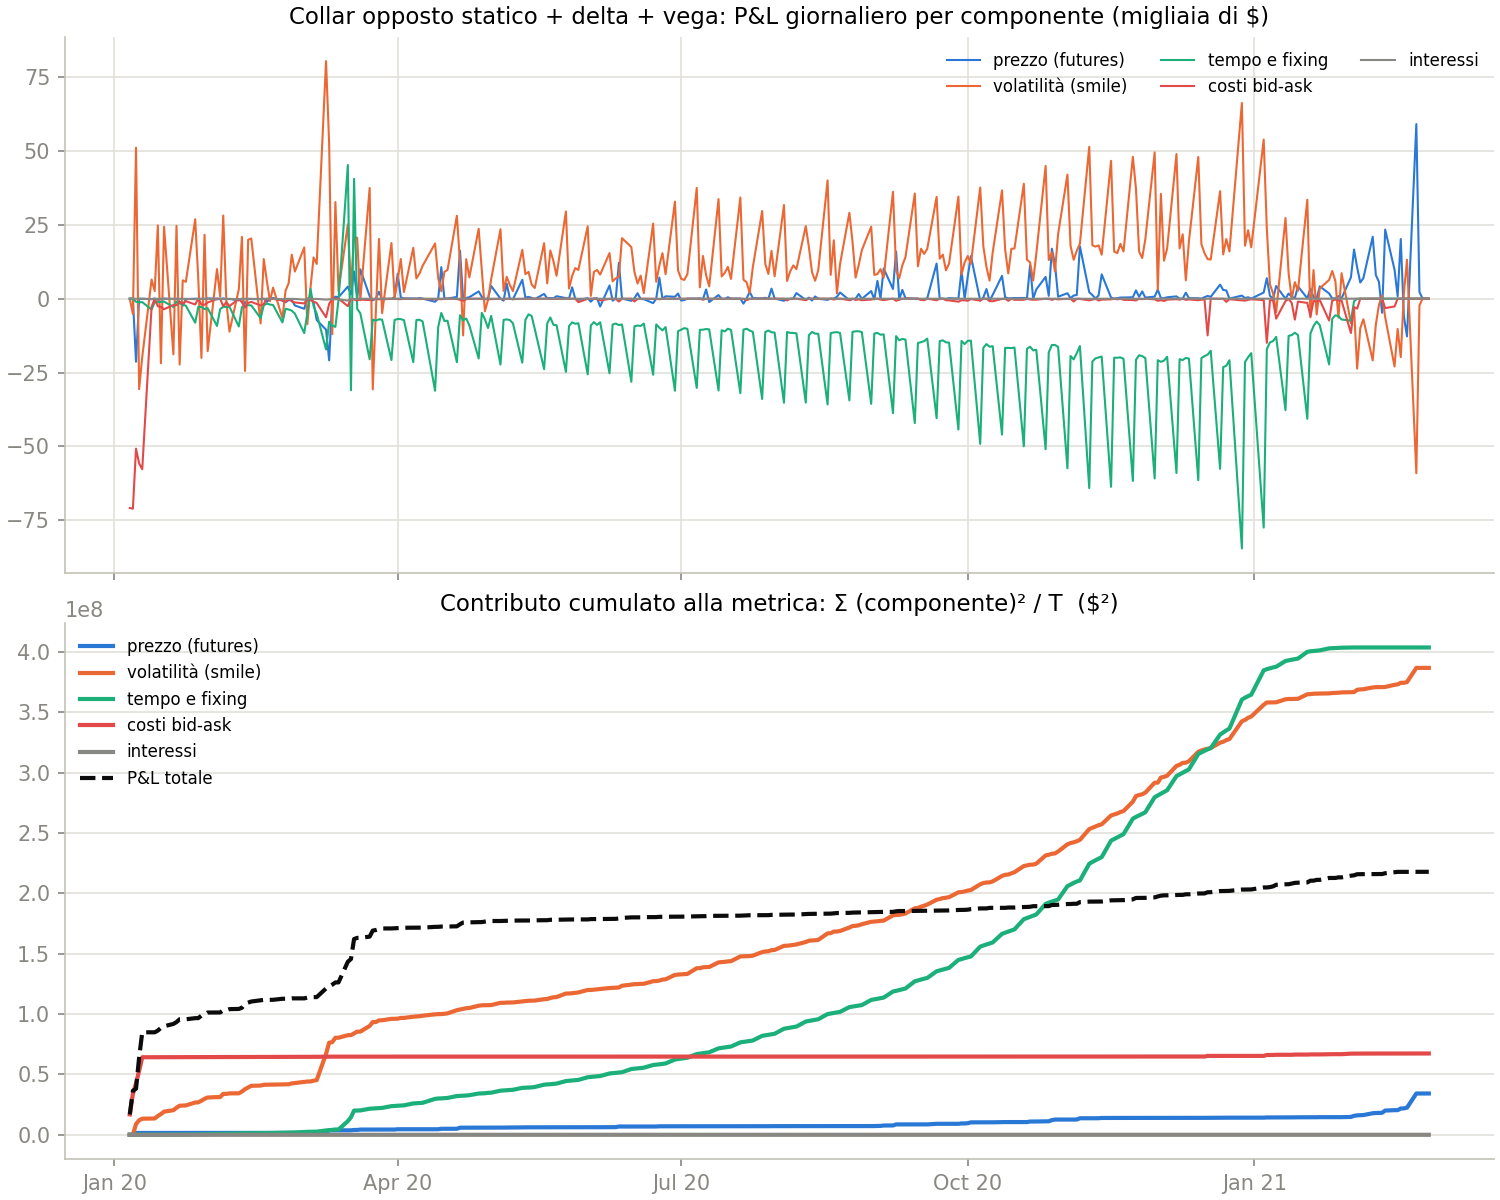 Collar opposto statico + delta + vega: P&L giornaliero per componente (migliaia di $)
prezzo (futures)
volatilità (smile)
tempo e fixing
costi bid-ask
interessi
75
50
25
0
−25
−50
−75
1e8
Contributo cumulato alla metrica: Σ (componente)² / T ($²)
prezzo (futures)
volatilità (smile)
tempo e fixing
costi bid-ask
interessi
P&L totale
4.0
3.5
3.0
2.5
2.0
1.5
1.0
0.5
0.0
Jan 20
Apr 20
Jul 20
Oct 20
Jan 21